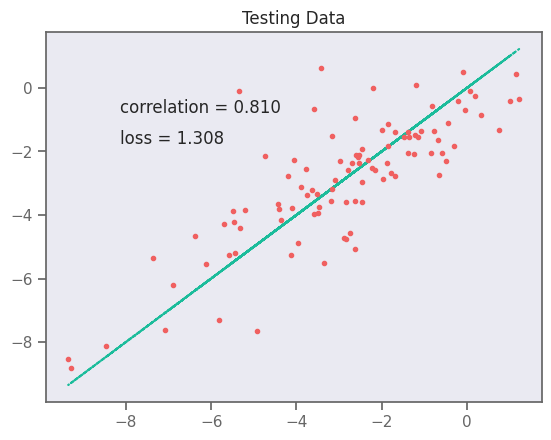 Testing Data
correlation = 0.810
loss = 1.308
0
−2
−4
−6
−8
−8 −6 −4 −2 0